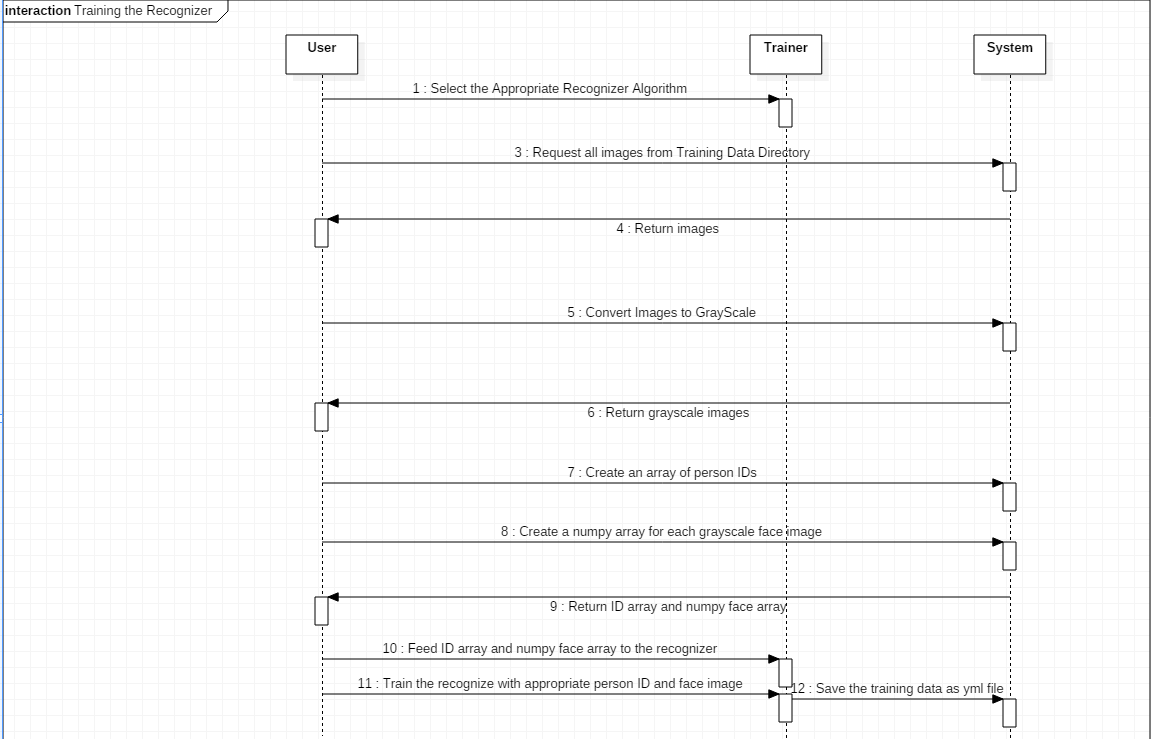 interaction Training the Recognizer
User
Trainer
System
1 : Select the Appropriate Recognizer Algorithm
3 : Request all images from Training Data Directory
4 : Return images
5 : Convert Images to GrayScale
6 : Return grayscale images
7 : Create an array of person IDs
8 : Create a numpy array for each grayscale face image
9 : Return ID array and numpy face array
10 : Feed ID array and numpy face array to the recognizer
11 : Train the recognize with appropriate person ID and face image
12 : Save the training data as yml file